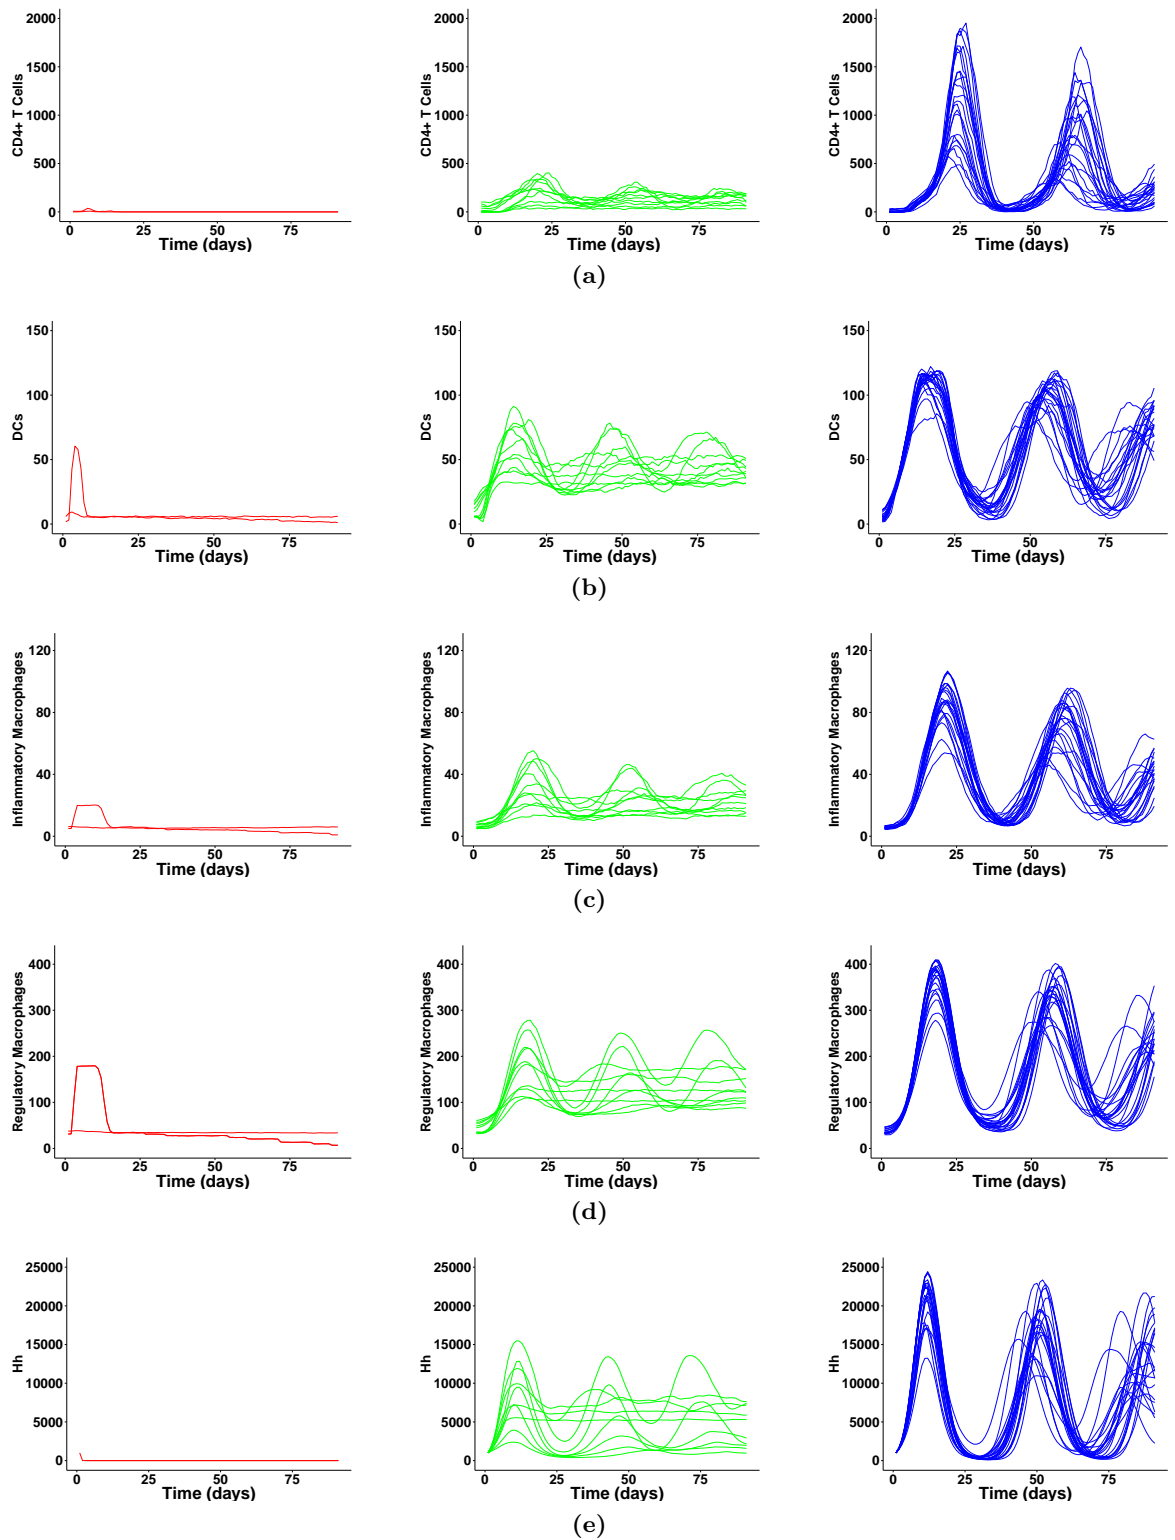 2000
1500
1000
500
0
CD4+ T Cells
0 25 50 75
Time (days)
2000
1500
1000
500
0
CD4+ T Cells
0 25 50 75
Time (days)
2000
1500
1000
500
0
CD4+ T Cells
0 25 50 75
Time (days)
(a)
150
100
50
0
DCs
0 25 50 75
Time (days)
150
100
50
0
DCs
0 25 50 75
Time (days)
150
100
50
0
DCs
0 25 50 75
Time (days)
(b)
120
80
40
0
Inflammatory Macrophages
0 25 50 75
Time (days)
120
80
40
0
Inflammatory Macrophages
0 25 50 75
Time (days)
120
80
40
0
Inflammatory Macrophages
0 25 50 75
Time (days)
(c)
400
300
200
100
0
Regulatory Macrophages
0 25 50 75
Time (days)
400
300
200
100
0
Regulatory Macrophages
0 25 50 75
Time (days)
400
300
200
100
0
Regulatory Macrophages
0 25 50 75
Time (days)
(d)
25000
20000
15000
10000
5000
0
Hh
0 25 50 75
Time (days)
25000
20000
15000
10000
5000
0
Hh
0 25 50 75
Time (days)
25000
20000
15000
10000
5000
0
Hh
0 25 50 75
Time (days)
(e)